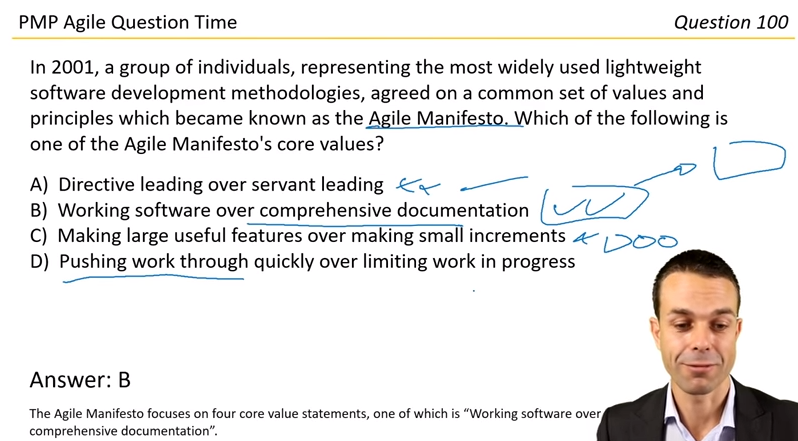 PMP Agile Question Time
Question 100
In 2001, a group of individuals, representing the most widely used lightweight
software development methodologies, agreed on a common set of values and
principles which became known as the Agile Manifesto. Which of the following is
one of the Agile Manifesto's core values?
A) Directive leading over servant leading
B) Working software over comprehensive documentation
C) Making large useful features over making small increments
D) Pushing work through quickly over limiting work in progress
Answer: B
The Agile Manifesto focuses on four core value statements, one of which is “Working software over
comprehensive documentation”.